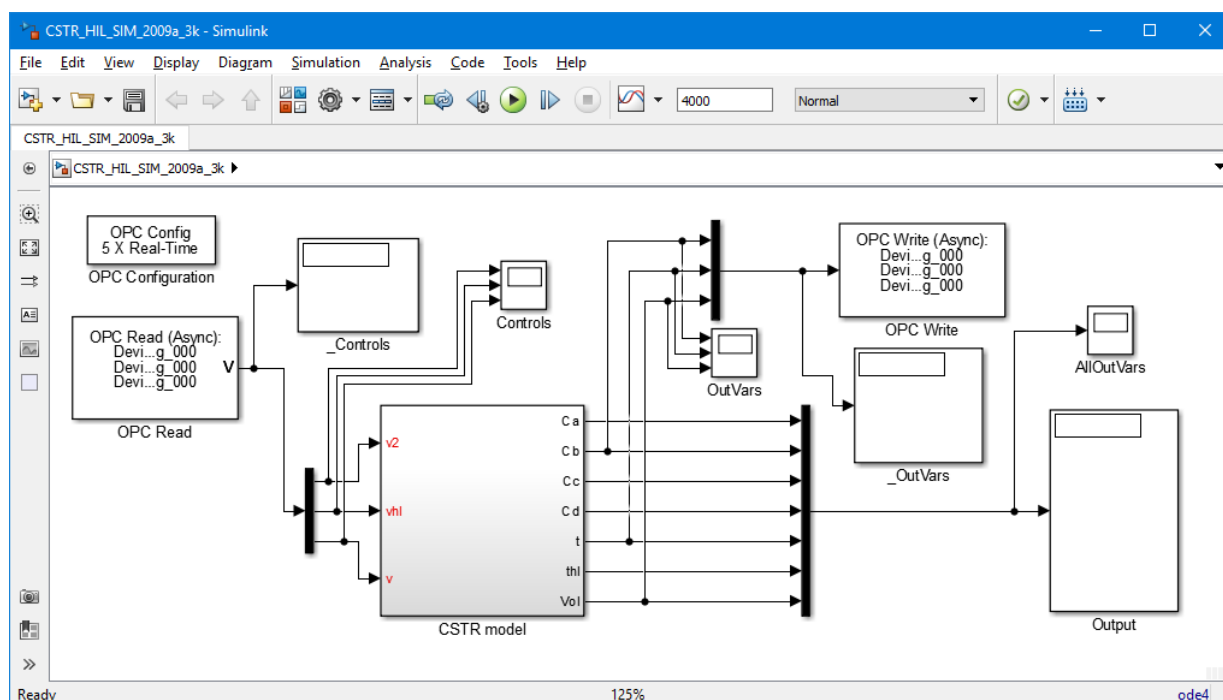 CSTR_HIL_SIM_2009a_3k - Simulink
File Edit View Display Diagram Simulation Analysis Code Tools Help
4000 Normal
CSTR_HIL_SIM_2009a_3k
CSTR_HIL_SIM_2009a_3k
OPC Config
5 X Real-Time
OPC Configuration
OPC Read (Async):
Devi...g_000
Devi...g_000
Devi...g_000
V
OPC Read
_Controls
Controls
OutVars
OPC Write (Async):
Devi...g_000
Devi...g_000
Devi...g_000
OPC Write
_OutVars
AllOutVars
Output
v2
vhl
v
Ca
Cb
Cc
Cd
t
thl
Vol
CSTR model
Ready 125% ode4